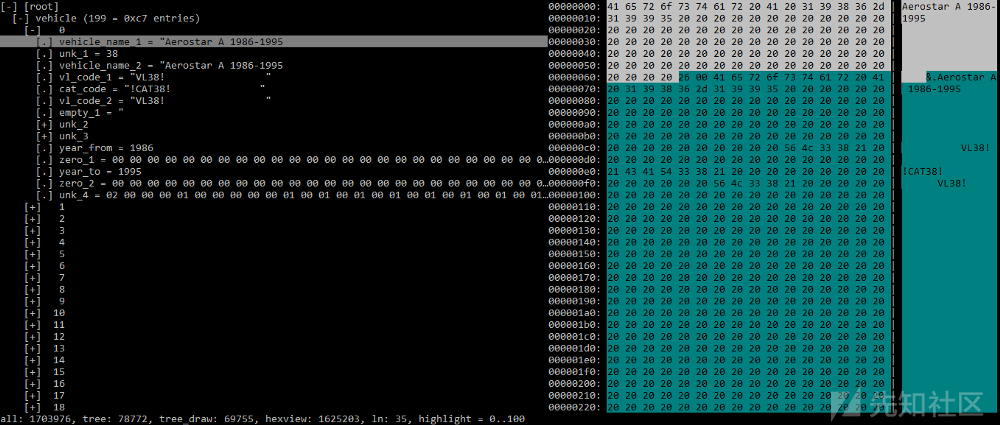 [-] [root]
[-] vehicle (199 = 0xc7 entries)
[-] 0
[.] vehicle_name_1 = "Aerostar A 1986-1995
[.] unk_1 = 38
[.] vehicle_name_2 = "Aerostar A 1986-1995
[.] vl_code_1 = "VL38! "
[.] cat_code = "!CAT38! "
[.] vl_code_2 = "VL38! "
[.] empty_1 = "
[+] unk_2
[+] unk_3
[.] year_from = 1986
[.] zero_1 = 00 00 00 00 00 00 00 00 00 00 00 00 00 00 00 00 00 00 00 00 00 00 00 00 0…
[.] year_to = 1995
[.] zero_2 = 00 00 00 00 00 00 00 00 00 00 00 00 00 00 00 00 00 00 00 00 00 00 00 00 0…
[.] unk_4 = 02 00 00 00 01 00 00 00 00 01 00 01 00 01 00 01 00 01 00 00 01 00 01 00 01…
[+] 1
[+] 2
[+] 3
[+] 4
[+] 5
[+] 6
[+] 7
[+] 8
[+] 9
[+] 10
[+] 11
[+] 12
[+] 13
[+] 14
[+] 15
[+] 16
[+] 17
[+] 18
00000000: 41 65 72 6f 73 74 61 72 20 41 20 31 39 38 36 2d | Aerostar A 1986-
00000010: 31 39 39 35 20 20 20 20 20 20 20 20 20 20 20 20 | 1995
00000020: 20 20 20 20 20 20 20 20 20 20 20 20 20 20 20 20 |
00000030: 20 20 20 20 20 20 20 20 20 20 20 20 20 20 20 20 |
00000040: 20 20 20 20 20 20 20 20 20 20 20 20 20 20 20 20 |
00000050: 20 20 20 20 20 20 20 20 20 20 20 20 20 20 20 20 |
00000060: 20 20 20 20 26 00 41 65 72 6f 73 74 61 72 20 41 | &.Aerostar A
00000070: 20 31 39 38 36 2d 31 39 39 35 20 20 20 20 20 20 | 1986-1995
00000080: 20 20 20 20 20 20 20 20 20 20 20 20 20 20 20 20 |
00000090: 20 20 20 20 20 20 20 20 20 20 20 20 20 20 20 20 |
000000a0: 20 20 20 20 20 20 20 20 20 20 20 20 20 20 20 20 |
000000b0: 20 20 20 20 20 20 20 20 20 20 20 20 20 20 20 20 |
000000c0: 20 20 20 20 20 20 20 20 20 20 56 4c 33 38 21 20 | VL38!
000000d0: 20 20 20 20 20 20 20 20 20 20 20 20 20 20 20 20 |
000000e0: 21 43 41 54 33 38 21 20 20 20 20 20 20 20 20 20 | !CAT38!
000000f0: 20 20 20 20 20 20 56 4c 33 38 21 20 20 20 20 20 | VL38!
00000100: 20 20 20 20 20 20 20 20 20 20 20 20 20 20 20 20 |
00000110: 20 20 20 20 20 20 20 20 20 20 20 20 20 20 20 20 |
00000120: 20 20 20 20 20 20 20 20 20 20 20 20 20 20 20 20 |
00000130: 20 20 20 20 20 20 20 20 20 20 20 20 20 20 20 20 |
00000140: 20 20 20 20 20 20 20 20 20 20 20 20 20 20 20 20 |
00000150: 20 20 20 20 20 20 20 20 20 20 20 20 20 20 20 20 |
00000160: 20 20 20 20 20 20 20 20 20 20 20 20 20 20 20 20 |
00000170: 20 20 20 20 20 20 20 20 20 20 20 20 20 20 20 20 |
00000180: 20 20 20 20 20 20 20 20 20 20 20 20 20 20 20 20 |
00000190: 20 20 20 20 20 20 20 20 20 20 20 20 20 20 20 20 |
000001a0: 20 20 20 20 20 20 20 20 20 20 20 20 20 20 20 20 |
000001b0: 20 20 20 20 20 20 20 20 20 20 20 20 20 20 20 20 |
000001c0: 20 20 20 20 20 20 20 20 20 20 20 20 20 20 20 20 |
000001d0: 20 20 20 20 20 20 20 20 20 20 20 20 20 20 20 20 |
000001e0: 20 20 20 20 20 20 20 20 20 20 20 20 20 20 20 20 |
000001f0: 20 20 20 20 20 20 20 20 20 20 20 20 20 20 20 20 |
00000200: 20 20 20 20 20 20 20 20 20 20 20 20 20 20 20 20 |
00000210: 20 20 20 20 20 20 20 20 20 20 20 20 20 20 20 20 |
00000220: 20 20 20 20 20 20 20 20 20 20 20 20 20 20 20 20 |
all: 1703976, tree: 78772, tree_draw: 69755, hexview: 1625203, ln: 35, highlight = 0..100
先知社区